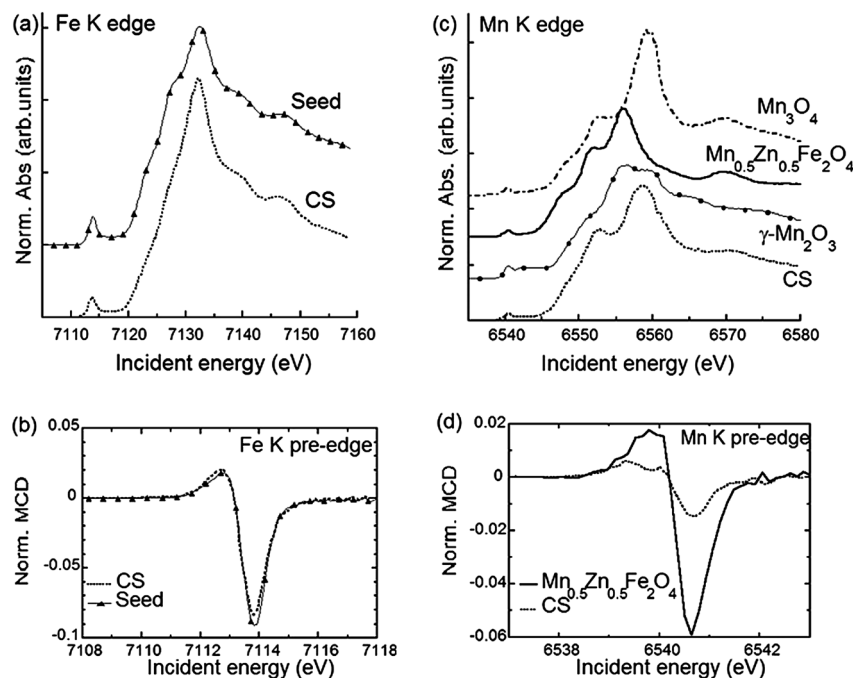 (a) Fe K edge
Norm. Abs (arb.units)
Seed
CS
7110 7120 7130 7140 7150 7160
Incident energy (eV)
(c) Mn K edge
Norm. Abs. (arb.units)
Mn3O4
Mn0.5Zn0.5Fe2O4
γ-Mn2O3
CS
6540 6550 6560 6570 6580
Incident energy (eV)
(b) Fe K pre-edge
Norm. MCD
0.05
0
-0.05
-0.1
CS
Seed
7108 7110 7112 7114 7116 7118
Incident energy (eV)
(d) Mn K pre-edge
Norm. MCD
0.02
0
-0.02
-0.04
-0.06
Mn0.5Zn0.5Fe2O4
CS
6538 6540 6542
Incident energy (eV)